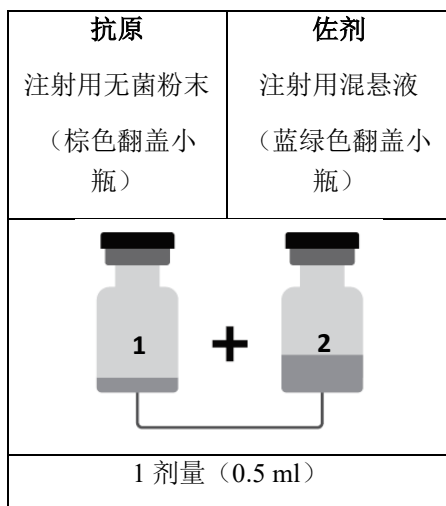 抗原
佐剂
注射用无菌粉末
（棕色翻盖小
瓶）
注射用混悬液
（蓝绿色翻盖小
瓶）
1
+
2
1 剂量（0.5 ml）